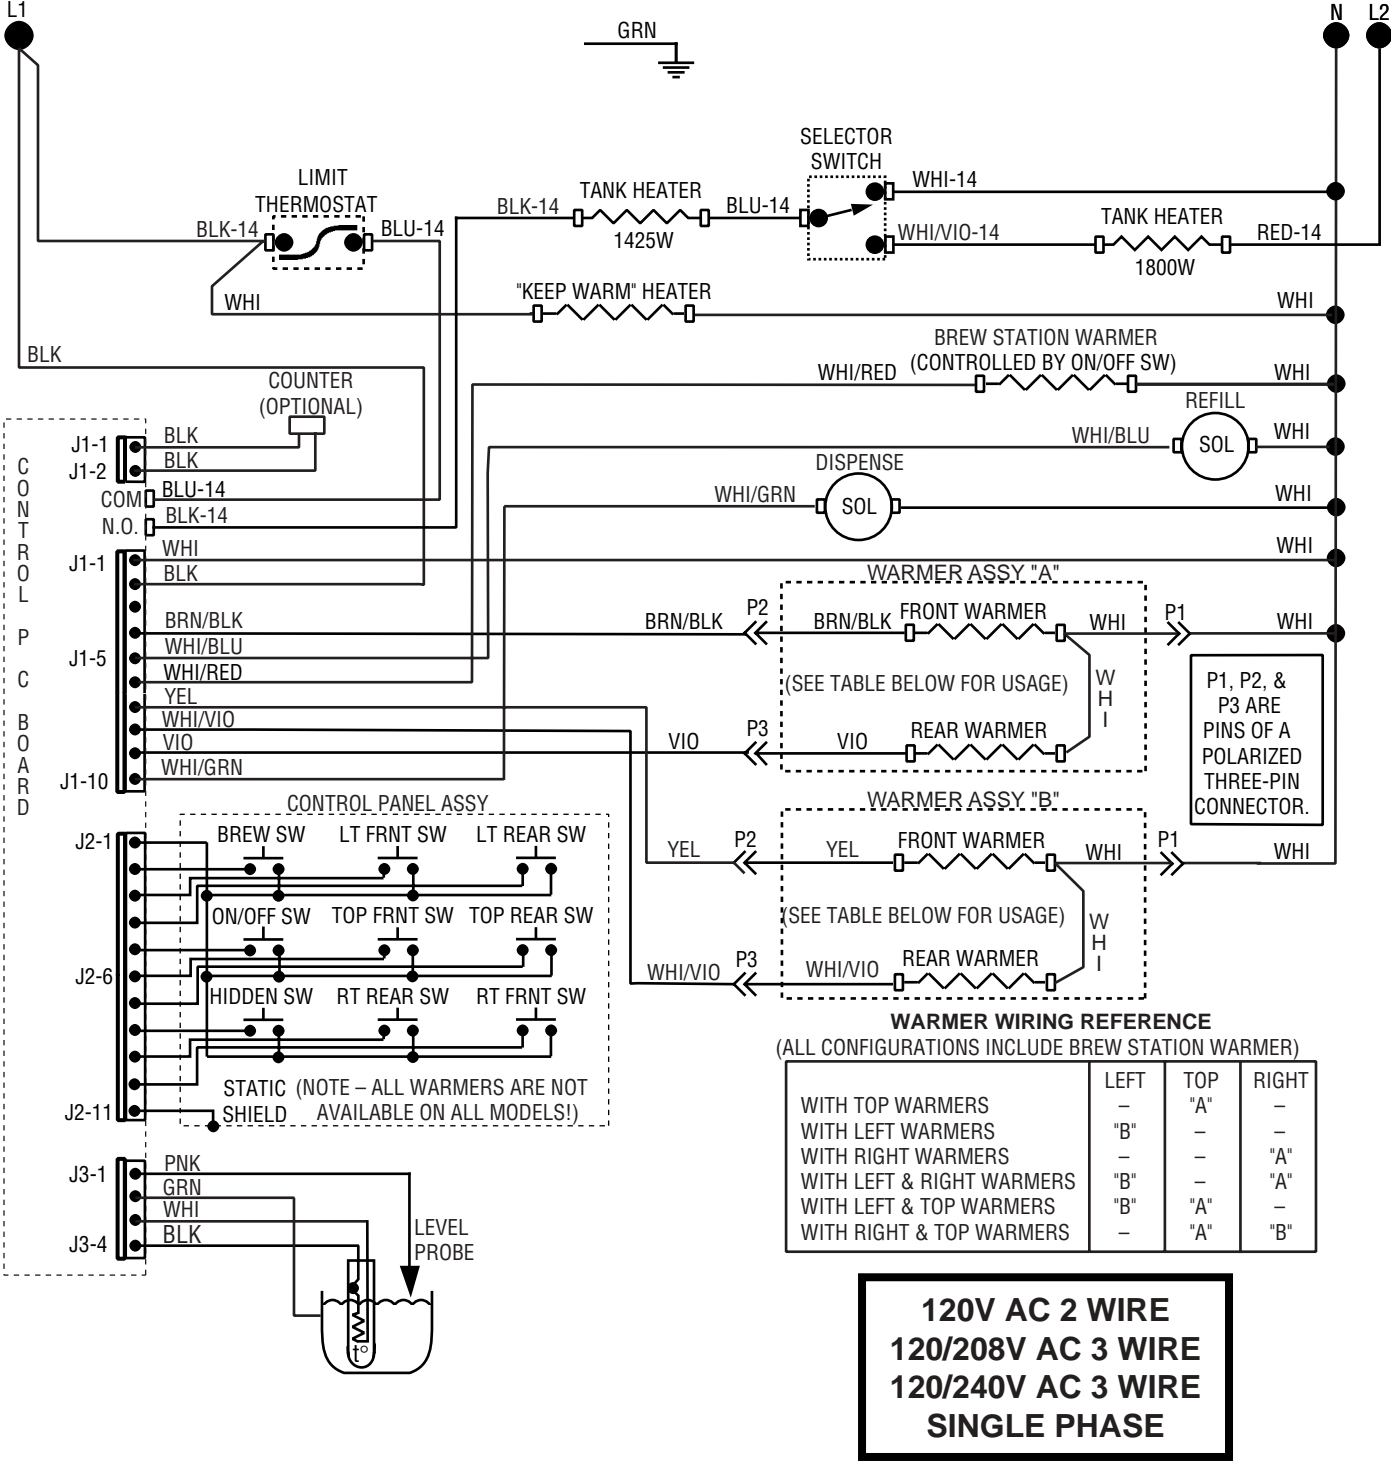 L1
GRN
N L2
SELECTOR
SWITCH
LIMIT
THERMOSTAT
BLK-14
BLU-14
BLK-14
TANK HEATER
1425W
BLU-14
WHI-14
WHI/VIO-14
TANK HEATER
1800W
RED-14
WHI
"KEEP WARM" HEATER
WHI
BLK
BREW STATION WARMER
(CONTROLLED BY ON/OFF SW)
WHI/RED
WHI
COUNTER
(OPTIONAL)
REFILL
WHI/BLU
SOL
WHI
DISPENSE
WHI/GRN
SOL
WHI
CONTROL PC BOARD
J1-1 BLK
J1-2 BLK
COM BLU-14
N.O. BLK-14
J1-1 WHI
WHI
BLK
BRN/BLK
J1-5 WHI/BLU
WHI/RED
YEL
WHI/VIO
VIO
J1-10 WHI/GRN
WARMER ASSY "A"
BRN/BLK
P2
BRN/BLK
FRONT WARMER
WHI
P1
WHI
(SEE TABLE BELOW FOR USAGE)
WHI
VIO
P3
VIO
REAR WARMER
P1, P2, &
P3 ARE
PINS OF A
POLARIZED
THREE-PIN
CONNECTOR.
WARMER ASSY "B"
YEL
P2
YEL
FRONT WARMER
WHI
P1
WHI
(SEE TABLE BELOW FOR USAGE)
WHI
WHI/VIO
P3
WHI/VIO
REAR WARMER
CONTROL PANEL ASSY
J2-1
BREW SW LT FRNT SW LT REAR SW
ON/OFF SW TOP FRNT SW TOP REAR SW
J2-6
HIDDEN SW RT REAR SW RT FRNT SW
STATIC
SHIELD
(NOTE – ALL WARMERS ARE NOT
AVAILABLE ON ALL MODELS!)
J2-11
J3-1 PNK
GRN
WHI
J3-4 BLK
LEVEL
PROBE
t°
WARMER WIRING REFERENCE
(ALL CONFIGURATIONS INCLUDE BREW STATION WARMER)
LEFT TOP RIGHT
WITH TOP WARMERS – "A" –
WITH LEFT WARMERS "B" – –
WITH RIGHT WARMERS – – "A"
WITH LEFT & RIGHT WARMERS "B" – "A"
WITH LEFT & TOP WARMERS "B" "A" –
WITH RIGHT & TOP WARMERS – "A" "B"
120V AC 2 WIRE
120/208V AC 3 WIRE
120/240V AC 3 WIRE
SINGLE PHASE